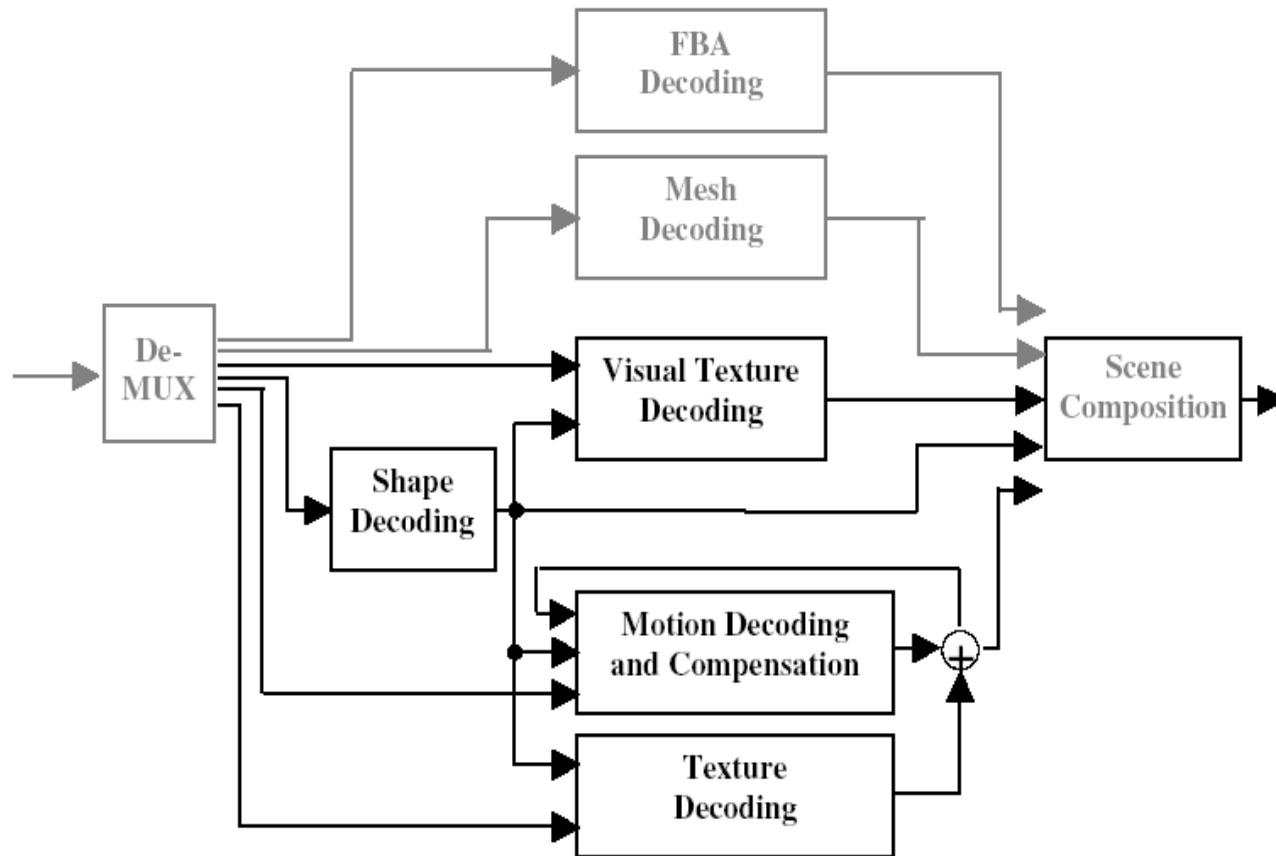 FBA
Decoding
Mesh
Decoding
De-
MUX
Visual Texture
Decoding
Scene
Composition
Shape
Decoding
Motion Decoding
and Compensation
Texture
Decoding